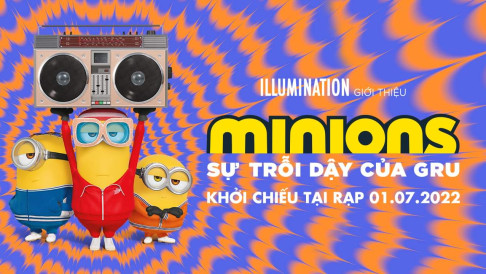 ILLUMINATION GIỚI THIỆU
minions
SỰ TRỖI DẬY CỦA GRU
KHỞI CHIẾU TẠI RẠP 01.07.2022